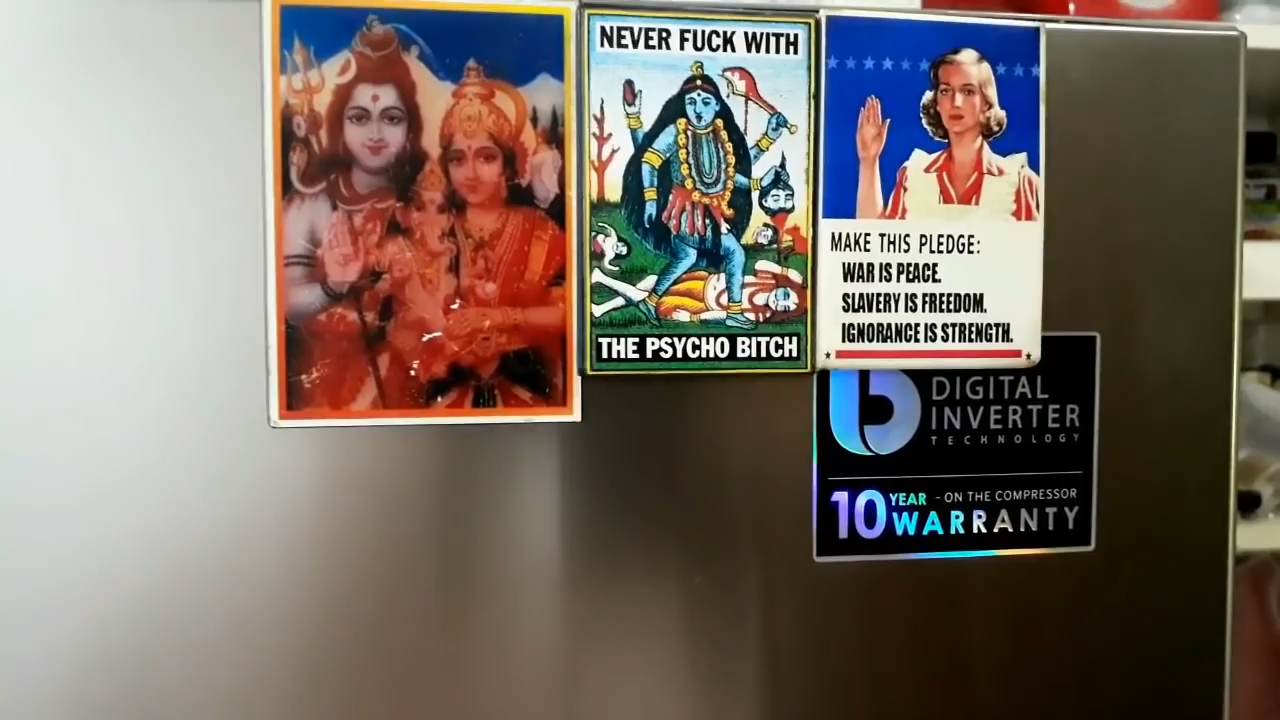 NEVER FUCK WITH
THE PSYCHO BITCH
MAKE THIS PLEDGE:
WAR IS PEACE.
SLAVERY IS FREEDOM.
IGNORANCE IS STRENGTH.
DIGITAL
INVERTER
TECHNOLOGY
10 YEAR - ON THE COMPRESSOR
WARRANTY